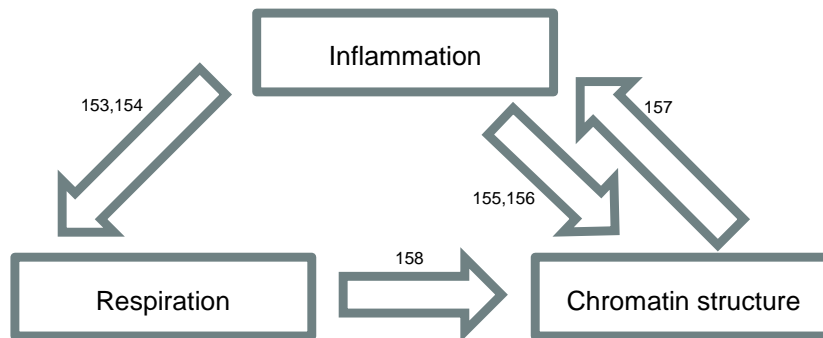 Inflammation
153,154
157
155,156
158
Respiration
Chromatin structure